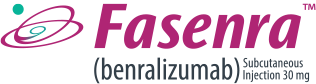 Fasenra™
(benralizumab) Subcutaneous
Injection 30 mg